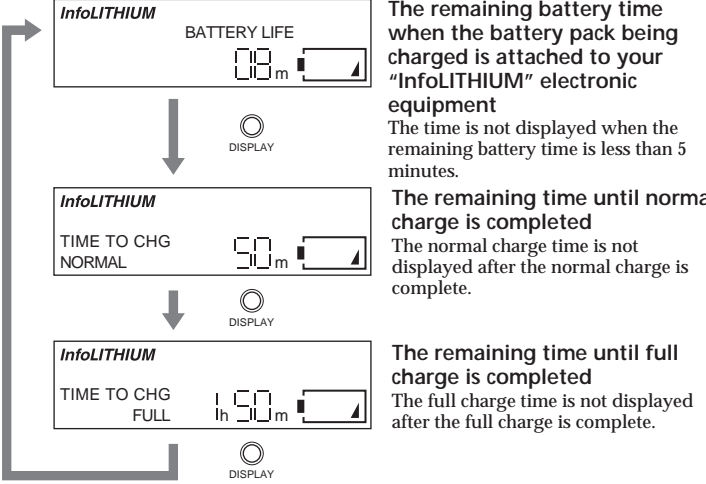 InfoLITHIUM
BATTERY LIFE
08m
The remaining battery time
when the battery pack being
charged is attached to your
“InfoLITHIUM” electronic
equipment
The time is not displayed when the
remaining battery time is less than 5
minutes.
DISPLAY
InfoLITHIUM
TIME TO CHG
NORMAL
50m
The remaining time until norma
charge is completed
The normal charge time is not
displayed after the normal charge is
complete.
DISPLAY
InfoLITHIUM
TIME TO CHG
FULL
1h 50m
The remaining time until full
charge is completed
The full charge time is not displayed
after the full charge is complete.
DISPLAY